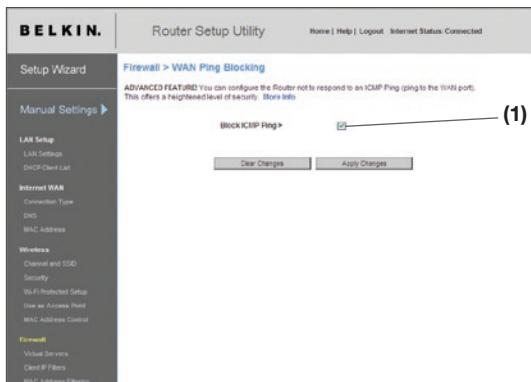 BELKIN.
Router Setup Utility
Home | Help | Logout Internet Status: Connected
Setup Wizard
Manual Settings
LAN Setup
LAN Settings
DHCP Client List
Internet WAN
Connection Type
DNS
MAC Address
Wireless
Channel and SSID
Security
Wi-Fi Protected Setup
Use as Access Point
MAC Address Control
Firewall
Virtual Servers
Client IP Filters
MAC Address Filtering
Firewall > WAN Ping Blocking
ADVANCED FEATURE! You can configure the Router not to respond to an ICMP Ping (ping to the WAN port).
This offers a heightened level of security. More Info
Block ICMP Ping >
(1)
Clear Changes
Apply Changes